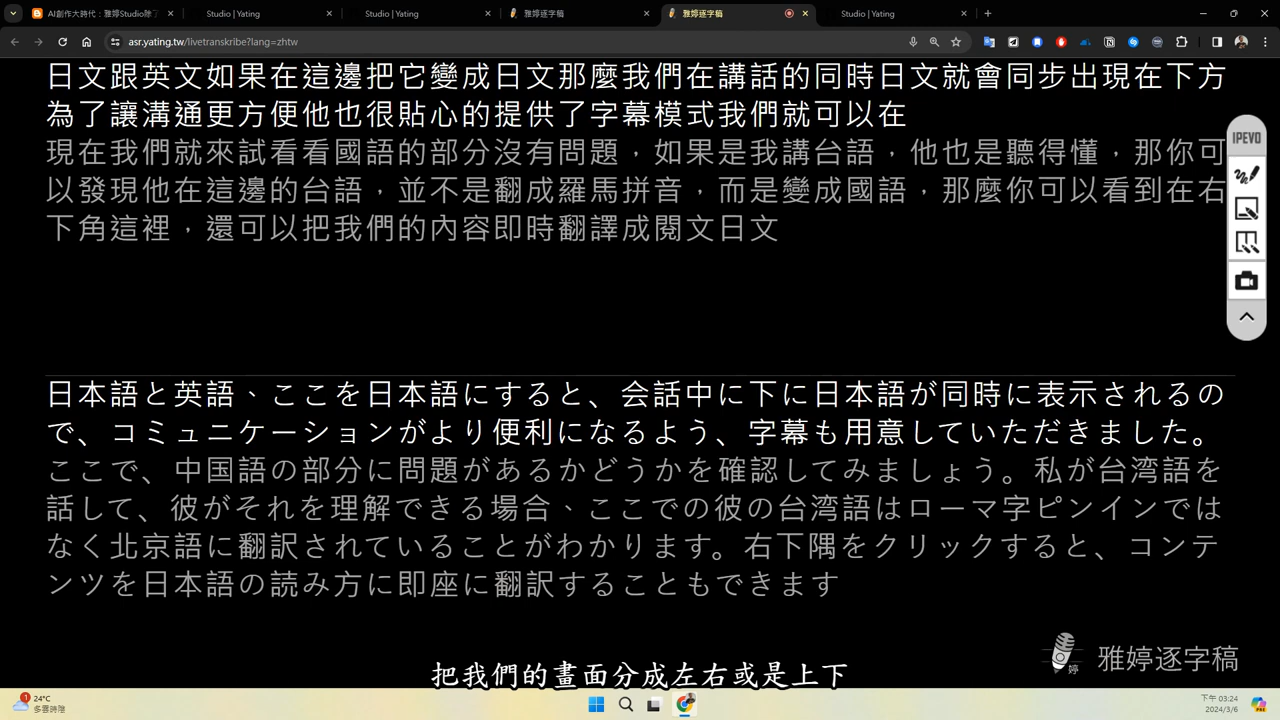 AI創作大時代：雅婷Studio除了
Studio | Yating
Studio | Yating
雅婷逐字稿
雅婷逐字稿
Studio | Yating
asr.yating.tw/livetranskribe?lang=zhtw
日文跟英文如果在這邊把它變成日文那麼我們在講話的同時日文就會同步出現在下方
為了讓溝通更方便他也很貼心的提供了字幕模式我們就可以在
現在我們就來試看看國語的部分沒有問題，如果是我講台語，他也是聽得懂，那你可
以發現他在這邊的台語，並不是翻成羅馬拼音，而是變成國語，那麼你可以看到在右
下角這裡，還可以把我們的內容即時翻譯成閱文日文
IPEVO
日本語と英語、ここを日本語にすると、会話中に下に日本語が同時に表示されるの
で、コミュニケーションがより便利になるよう、字幕も用意していただきました。
ここで、中国語の部分に問題があるかどうかを確認してみましょう。私が台湾語を
話して、彼がそれを理解できる場合、ここでの彼の台湾語はローマ字ピンインでは
なく北京語に翻訳されていることがわかります。右下隅をクリックすると、コンテ
ンツを日本語の読み方に即座に翻訳することもできます
婷
雅婷逐字稿
把我們的畫面分成左右或是上下
1
24°C
多雲時陰
下午 03:24
2024/3/6